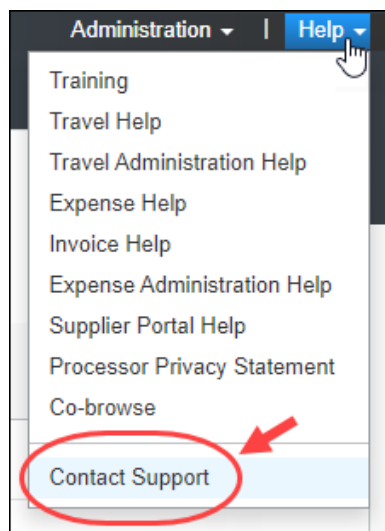 Administration | Help
Training
Travel Help
Travel Administration Help
Expense Help
Invoice Help
Expense Administration Help
Supplier Portal Help
Processor Privacy Statement
Co-browse
Contact Support